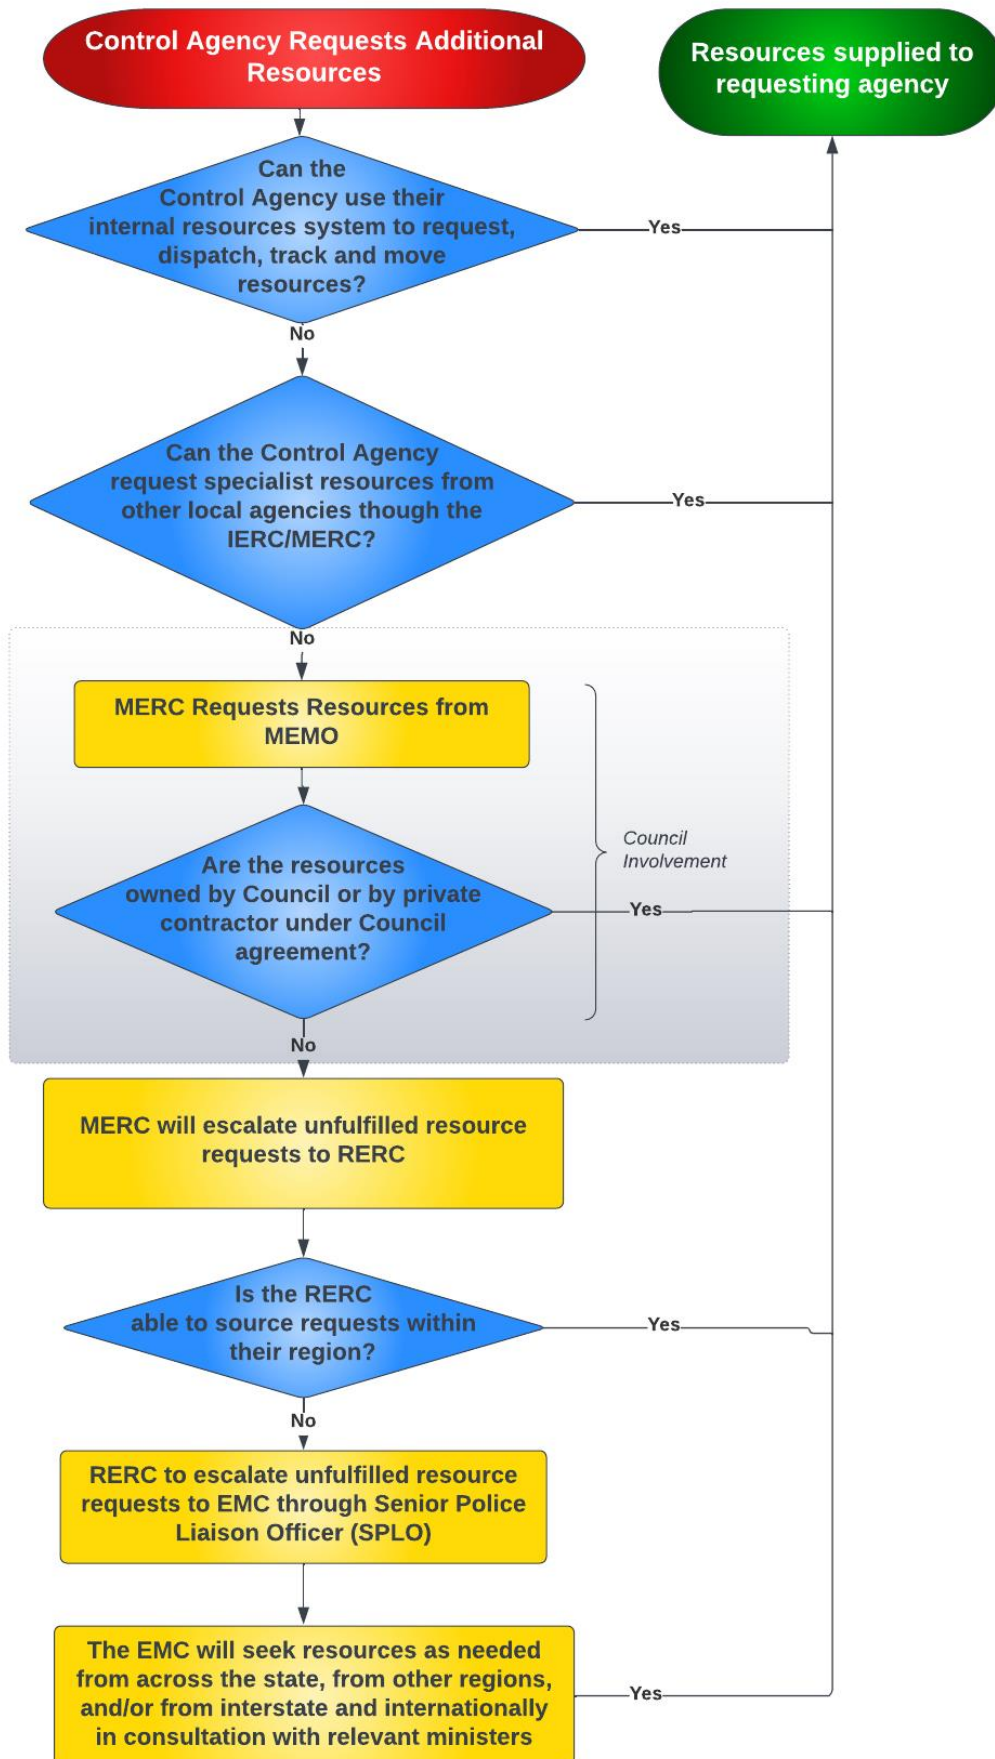 Control Agency Requests Additional
Resources
Resources supplied to
requesting agency
Can the
Control Agency use their
internal resources system to request,
dispatch, track and move
resources?
Yes
No
Can the Control Agency
request specialist resources from
other local agencies though the
IERC/MERC?
Yes
No
MERC Requests Resources from
MEMO
Council
Involvement
Are the resources
owned by Council or by private
contractor under Council
agreement?
Yes
No
MERC will escalate unfulfilled resource
requests to RERC
Is the RERC
able to source requests within
their region?
Yes
No
RERC to escalate unfulfilled resource
requests to EMC through Senior Police
Liaison Officer (SPLO)
The EMC will seek resources as needed
from across the state, from other regions,
and/or from interstate and internationally
in consultation with relevant ministers
Yes